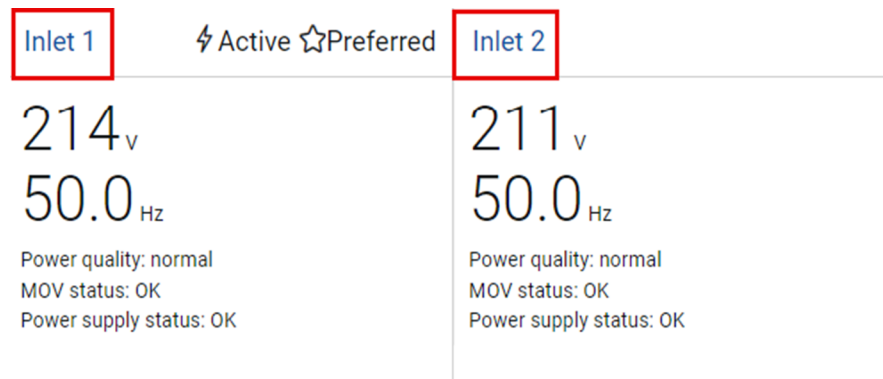 Inlet 1 Active Preferred
214 V
50.0 Hz
Power quality: normal
MOV status: OK
Power supply status: OK
Inlet 2
211 V
50.0 Hz
Power quality: normal
MOV status: OK
Power supply status: OK